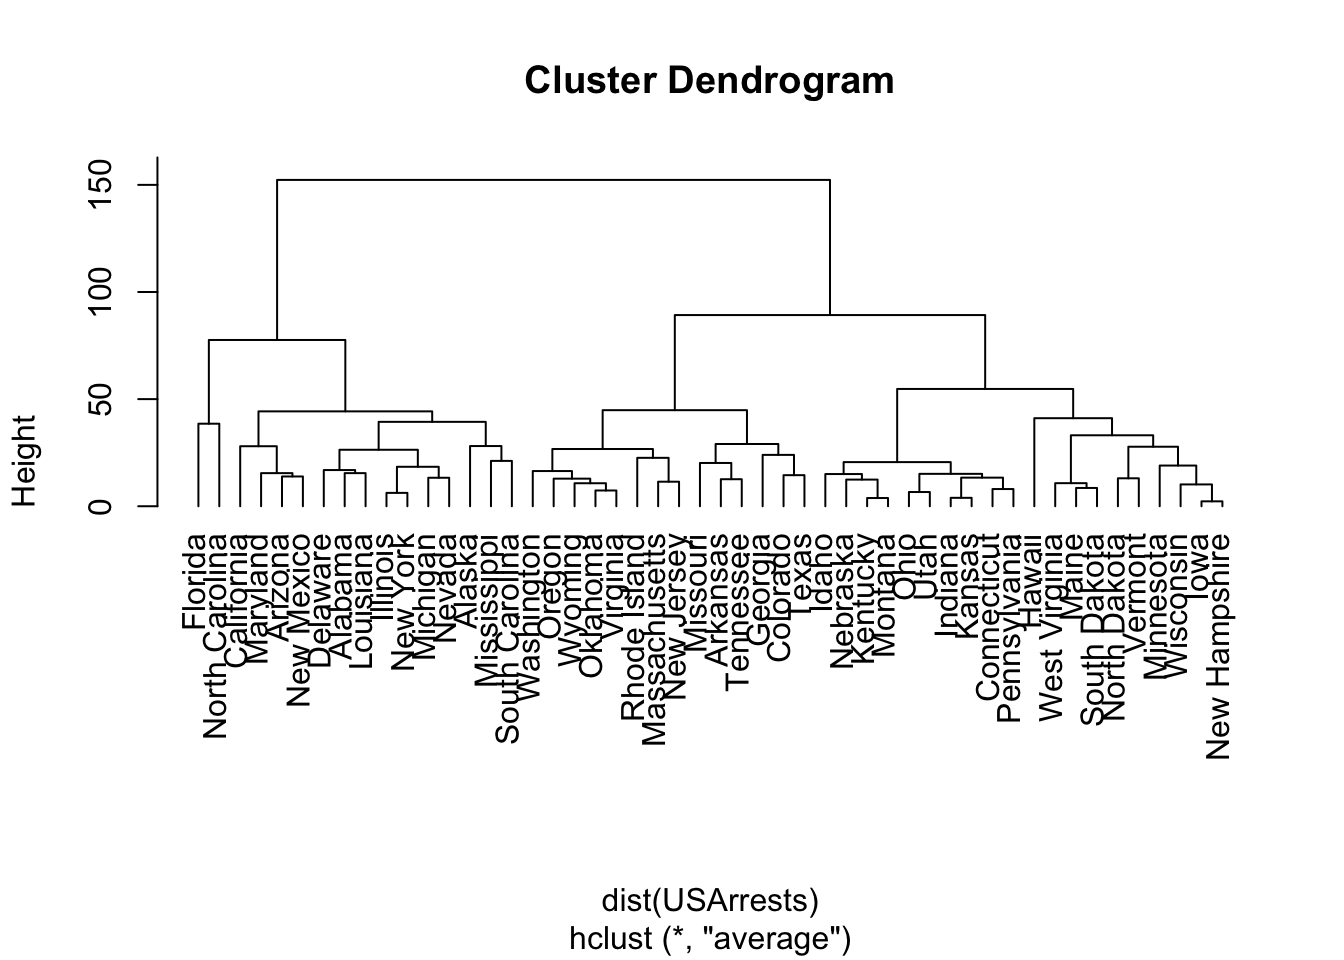 Cluster Dendrogram
Height
150
100
50
0
Florida
North Carolina
California
Maryland
Arizona
New Mexico
Delaware
Alabama
Louisiana
Illinois
New York
Michigan
Nevada
Alaska
Mississippi
South Carolina
Washington
Oregon
Wyoming
Oklahoma
Virginia
Rhode Island
Massachusetts
New Jersey
Missouri
Arkansas
Tennessee
Georgia
Colorado
Texas
Idaho
Nebraska
Kentucky
Montana
Ohio
Utah
Indiana
Kansas
Connecticut
Pennsylvania
Hawaii
West Virginia
Maine
South Dakota
North Dakota
Vermont
Minnesota
Wisconsin
Iowa
New Hampshire
dist(USArrests)
hclust (*, "average")